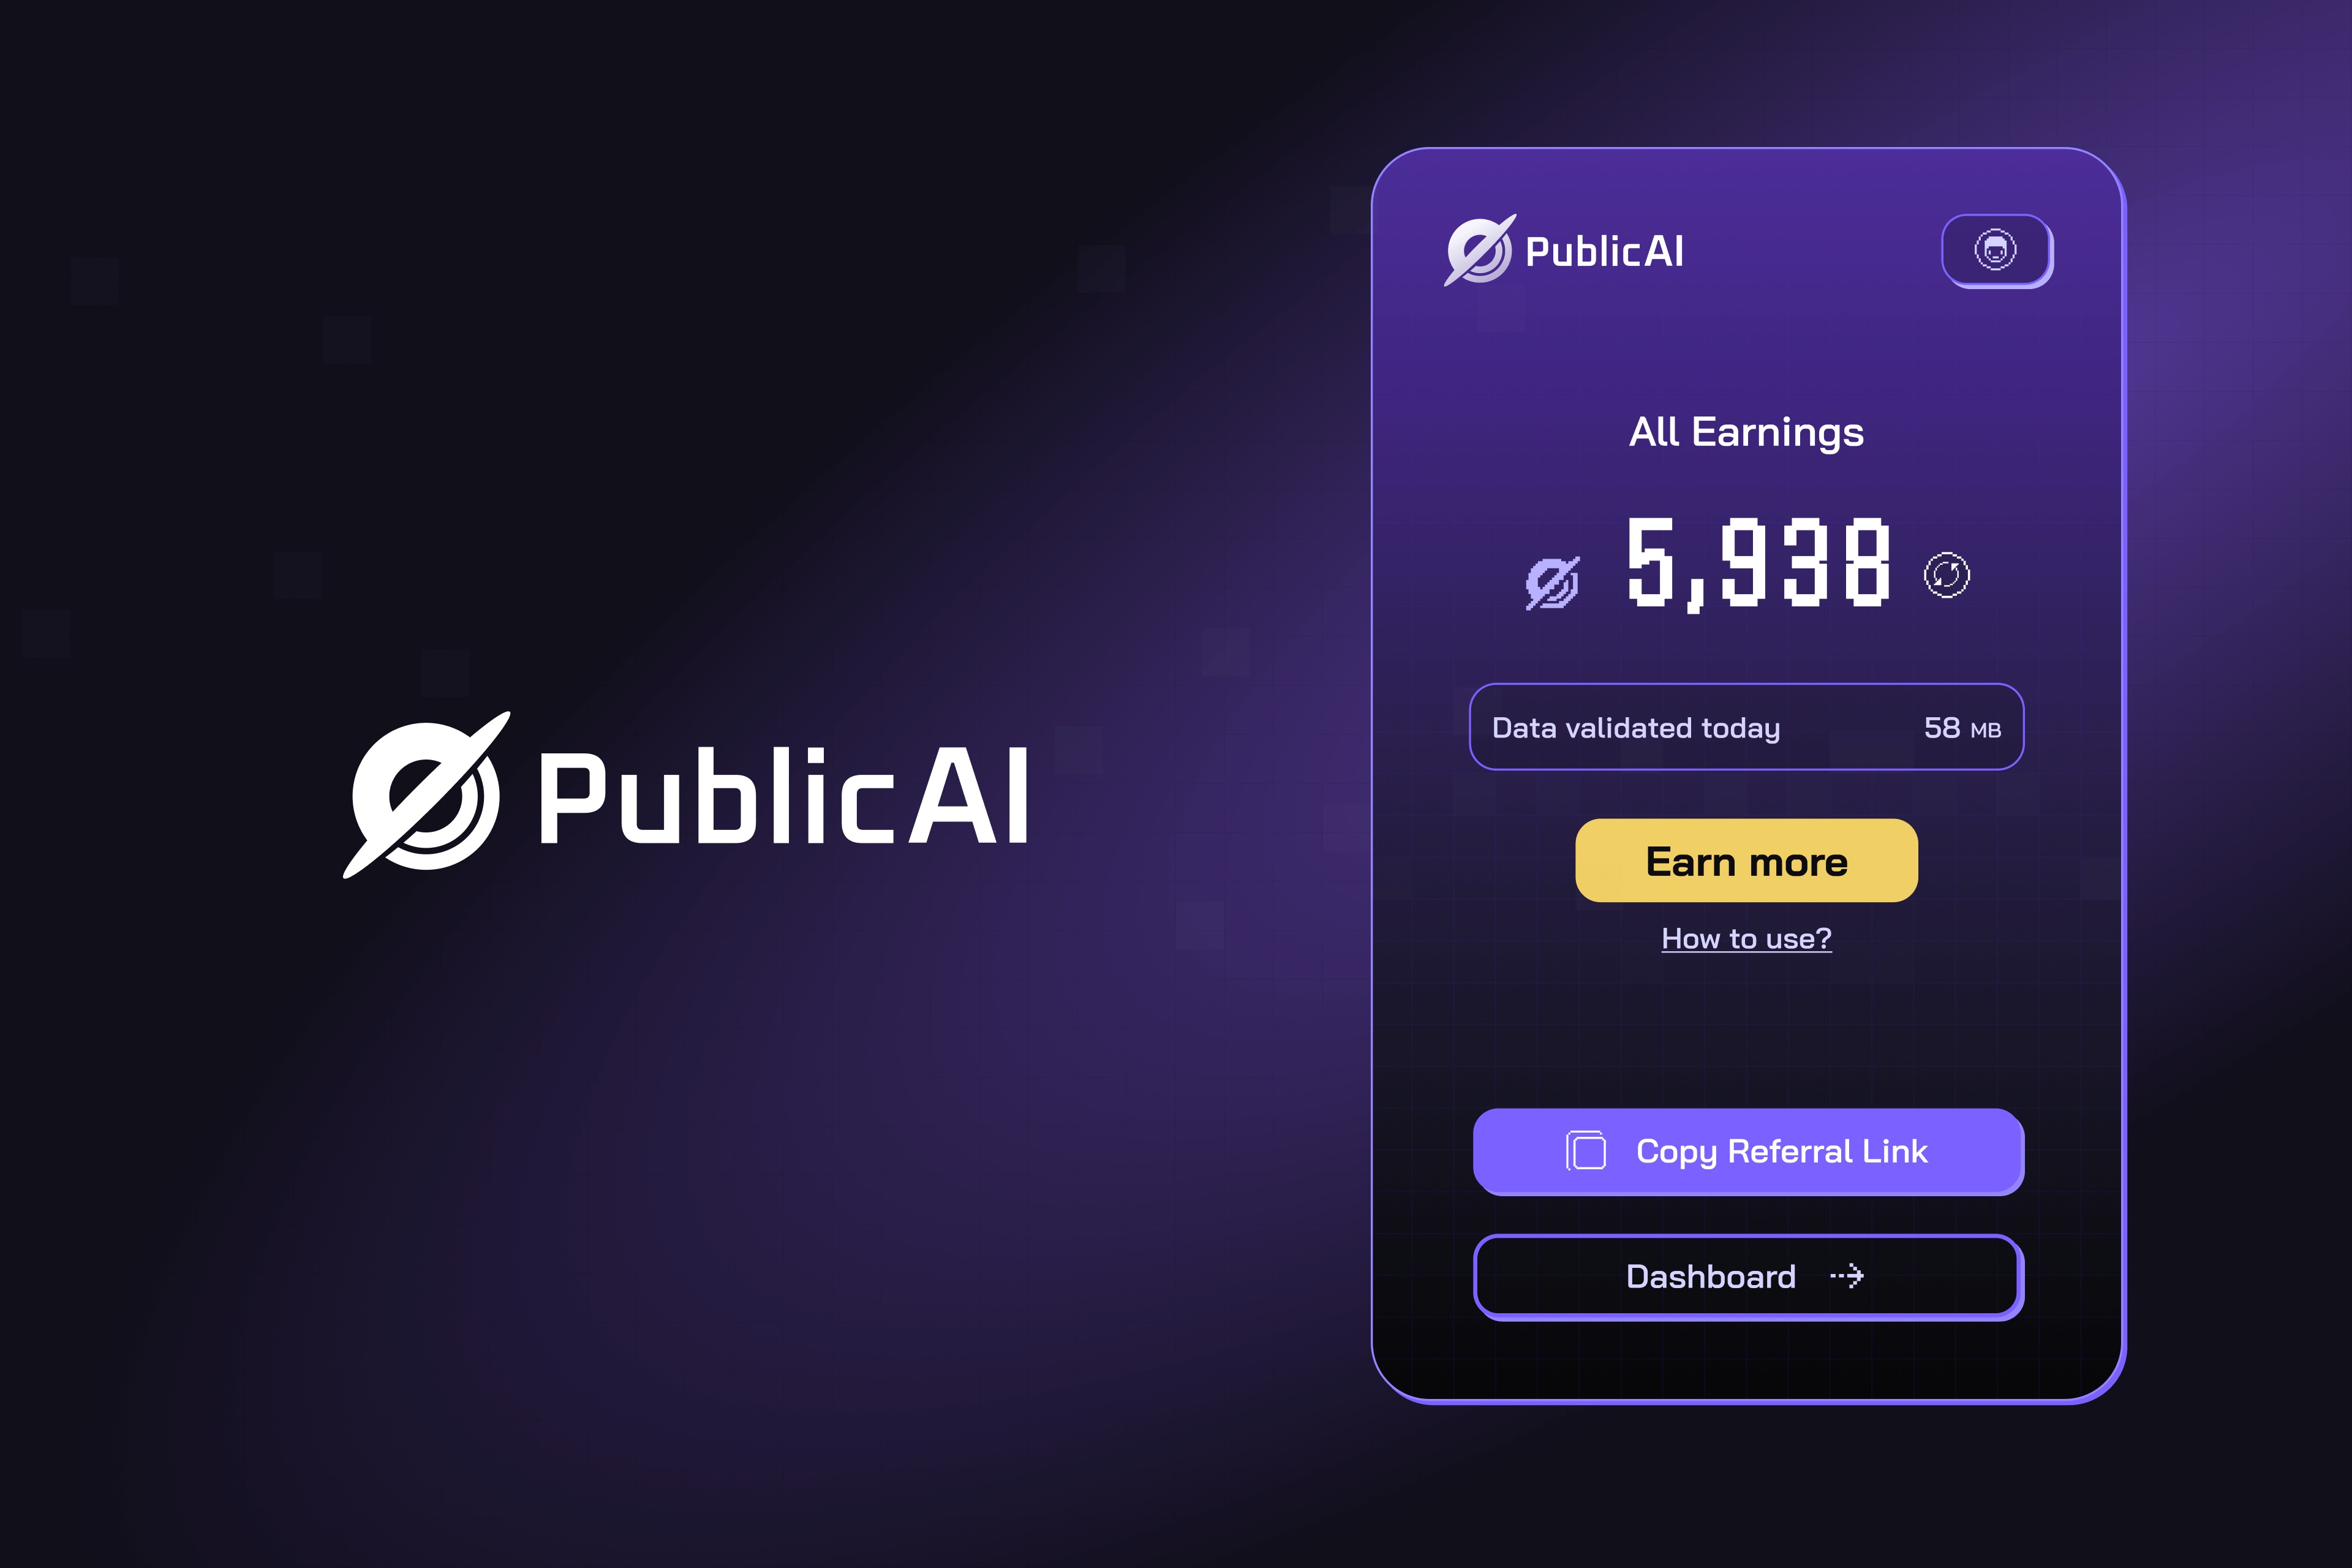 PublicAI
PublicAI
All Earnings
5,938
Data validated today 58 MB
Earn more
How to use?
Copy Referral Link
Dashboard